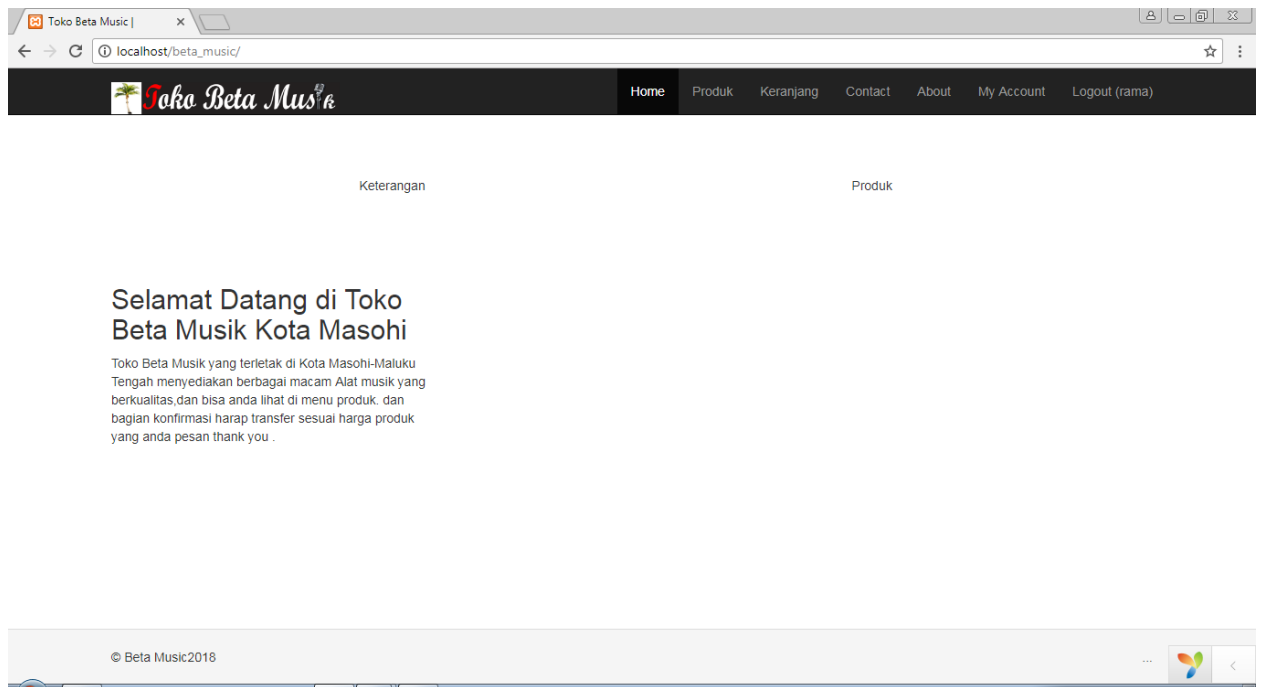 Toko Beta Music |
localhost/beta_music/
Toko Beta Musik
Home Produk Keranjang Contact About My Account Logout (rama)
Keterangan Produk
Selamat Datang di Toko
Beta Musik Kota Masohi
Toko Beta Musik yang terletak di Kota Masohi-Maluku
Tengah menyediakan berbagai macam Alat musik yang
berkualitas,dan bisa anda lihat di menu produk. dan
bagian konfirmasi harap transfer sesuai harga produk
yang anda pesan thank you .
© Beta Music2018 ...